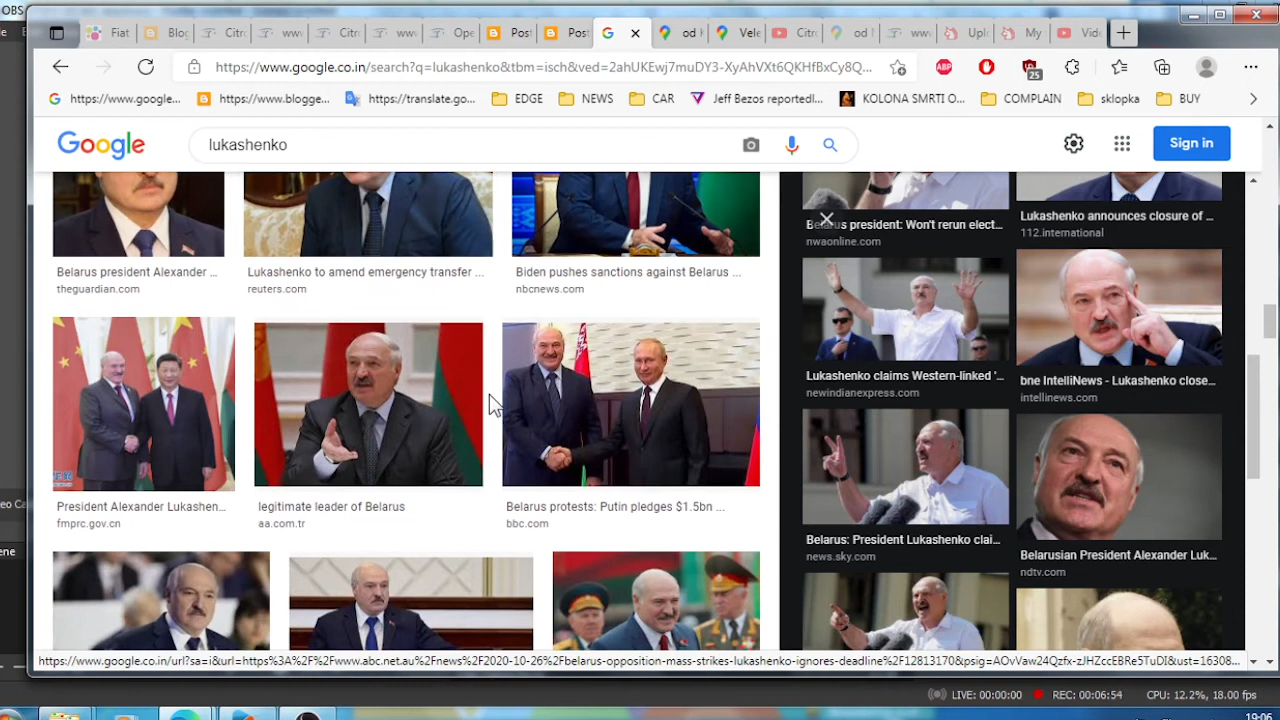 OBS
Fiat
Blog
Citro
www
Citro
www
Ope
Post
Post
od
Vele
Citro
od
www
Uplo
My
Vide
https://www.google.co.in/search?q=lukashenko&tbm=isch&ved=2ahUKEwj7muDY3-XyAhVXt6QKHfBxCy8Q...
ABP
25
https://www.google...
https://www.blogge...
https://translate.go...
EDGE
NEWS
CAR
Jeff Bezos reportedl...
KOLONA SMRTI O...
COMPLAIN
sklopka
BUY
Google
lukashenko
Sign in
Belarus president Alexander ...
theguardian.com
Lukashenko to amend emergency transfer ...
reuters.com
Biden pushes sanctions against Belarus ...
nbcnews.com
Belarus president: Won't rerun elect...
nwaonline.com
Lukashenko announces closure of ...
112.international
President Alexander Lukashen...
fmprc.gov.cn
legitimate leader of Belarus
aa.com.tr
Belarus protests: Putin pledges $1.5bn ...
bbc.com
Lukashenko claims Western-linked '...
newindianexpress.com
bne IntelliNews - Lukashenko close...
intellinews.com
Belarus: President Lukashenko clai...
news.sky.com
Belarusian President Alexander Luk...
ndtv.com
https://www.google.co.in/url?sa=i&url=https%3A%2F%2Fwww.abc.net.au%2Fnews%2F2020-10-26%2Fbelarus-opposition-mass-strikes-lukashenko-ignores-deadline%2F12813170&psig=AOvVaw24Qzfx-zJHZccEBRe5TuDI&ust=16308...
LIVE: 00:00:00
REC: 00:06:54
CPU: 12.2%, 18.00 fps
19:06